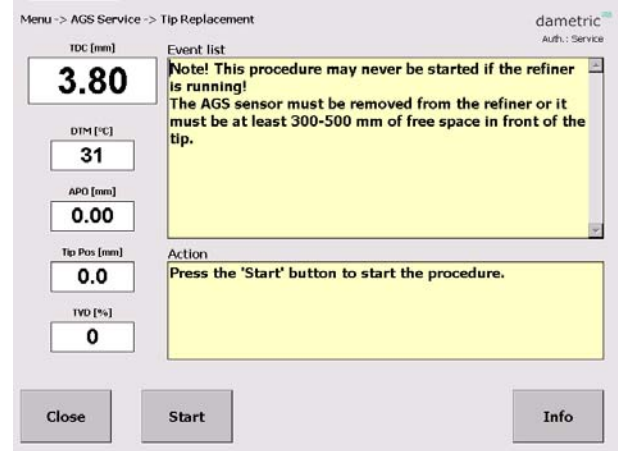 Menu -> AGS Service -> Tip Replacement
dametric
Auth.: Service
TDC [mm]
3.80
DTM [°C]
31
APO [mm]
0.00
Tip Pos [mm]
0.0
TVD [%]
0
Event list
Note! This procedure may never be started if the refiner
is running!
The AGS sensor must be removed from the refiner or it
must be at least 300-500 mm of free space in front of the
tip.
Action
Press the 'Start' button to start the procedure.
Close
Start
Info